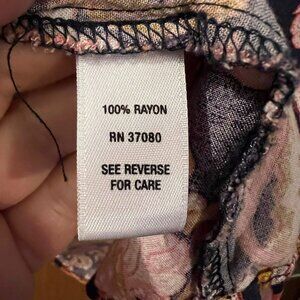 100% RAYON
RN 37080
SEE REVERSE
FOR CARE